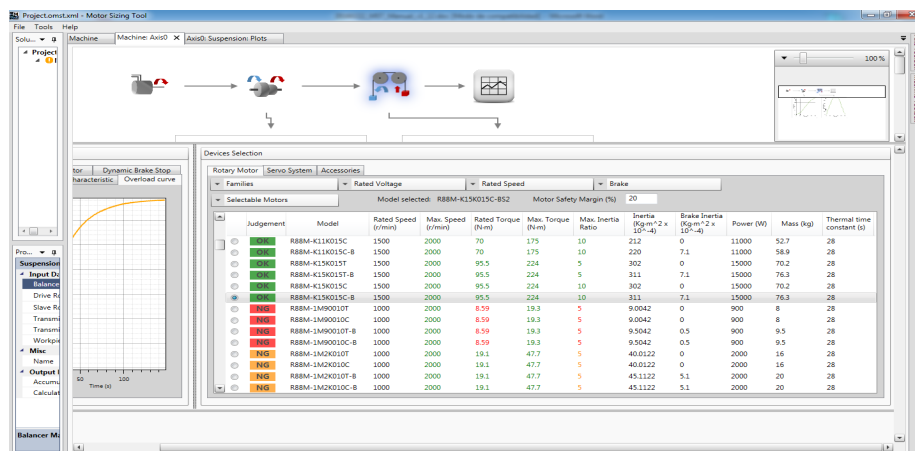 Project.omst.xml - Motor Sizing Tool
File Tools Help
Solu...
Machine
Machine: Axis0 X
Axis0: Suspension: Plots
Project
100 %
Devices Selection
tor
Dynamic Brake Stop
haracteristic
Overload curve
50
100
Time (s)
Rotary Motor
Servo System
Accessories
Families
Rated Voltage
Rated Speed
Brake
Selectable Motors
Model selected: R88M-K15K015C-BS2
Motor Safety Margin (%)
20
Judgement Model Rated Speed (r/min) Max. Speed (r/min) Rated Torque (N·m) Max. Torque (N·m) Max. Inertia Ratio Inertia (Kg·m^2 x 10^-4) Brake Inertia (Kg·m^2 x 10^-4) Power (W) Mass (kg) Thermal time constant (s)
OK R88M-K11K015C 1500 2000 70 175 10 212 0 11000 52.7 28
OK R88M-K11K015C-B 1500 2000 70 175 10 220 7.1 11000 58.9 28
OK R88M-K15K015T 1500 2000 95.5 224 5 302 0 15000 70.2 28
OK R88M-K15K015T-B 1500 2000 95.5 224 5 311 7.1 15000 76.3 28
OK R88M-K15K015C 1500 2000 95.5 224 10 302 0 15000 70.2 28
OK R88M-K15K015C-B 1500 2000 95.5 224 10 311 7.1 15000 76.3 28
NG R88M-1M90010T 1000 2000 8.59 19.3 5 9.0042 0 900 8 28
NG R88M-1M90010C 1000 2000 8.59 19.3 5 9.0042 0 900 8 28
NG R88M-1M90010T-B 1000 2000 8.59 19.3 5 9.5042 0.5 900 9.5 28
NG R88M-1M90010C-B 1000 2000 8.59 19.3 5 9.5042 0.5 900 9.5 28
NG R88M-1M2K010T 1000 2000 19.1 47.7 5 40.0122 0 2000 16 28
NG R88M-1M2K010C 1000 2000 19.1 47.7 5 40.0122 0 2000 16 28
NG R88M-1M2K010T-B 1000 2000 19.1 47.7 5 45.1122 5.1 2000 20 28
NG R88M-1M2K010C-B 1000 2000 19.1 47.7 5 45.1122 5.1 2000 20 28
Pro...
Suspension
Input Da
Balance
Drive Ro
Slave Ro
Transmi
Transmi
Workpi
Misc
Name
Output
Accumu
Calculat
Balancer Ma